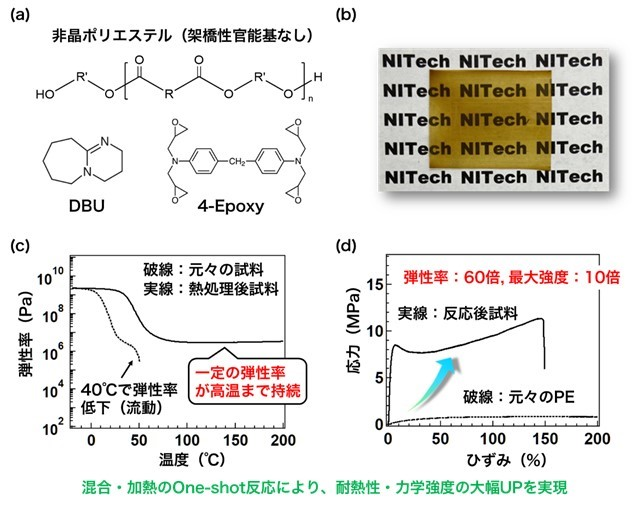 (a)
非晶ポリエステル（架橋性官能基なし）
R'
O
O
R'
H
HO
O
R
O
O
n
N
N
DBU
O
O
N
CH2
N
O
O
4-Epoxy
(b)
NITech NITech NITech
NITech NITech NITech
NITech NITech NITech
NITech NITech NITech
NITech NITech NITech
(c)
弾性率（Pa）
10^10
10^8
10^6
10^4
10^2
破線：元々の試料
実線：熱処理後試料
40℃で弾性率
低下（流動）
一定の弾性率
が高温まで持続
0 50 100 150 200
温度（℃）
(d)
応力（MPa）
15
10
5
0
弾性率：60倍, 最大強度：10倍
実線：反応後試料
破線：元々のPE
0 50 100 150 200
ひずみ（%）
混合・加熱のOne-shot反応により、耐熱性・力学強度の大幅UPを実現